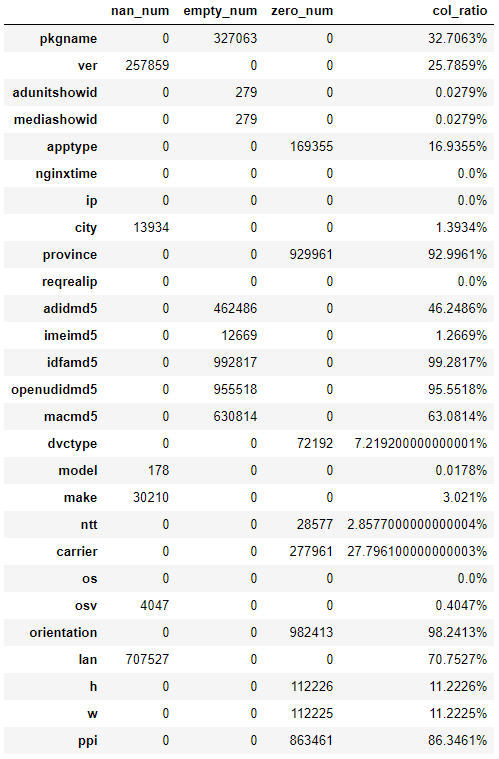 nan_num empty_num zero_num col_ratio
pkgname 0 327063 0 32.7063%
ver 257859 0 0 25.7859%
adunitshowid 0 279 0 0.0279%
mediashowid 0 279 0 0.0279%
apptype 0 0 169355 16.9355%
nginxtime 0 0 0 0.0%
ip 0 0 0 0.0%
city 13934 0 0 1.3934%
province 0 0 929961 92.9961%
reqrealip 0 0 0 0.0%
adidmd5 0 462486 0 46.2486%
imeimd5 0 12669 0 1.2669%
idfamd5 0 992817 0 99.2817%
openudidmd5 0 955518 0 95.5518%
macmd5 0 630814 0 63.0814%
dvctype 0 0 72192 7.219200000000001%
model 178 0 0 0.0178%
make 30210 0 0 3.021%
ntt 0 0 28577 2.8577000000000004%
carrier 0 0 277961 27.796100000000003%
os 0 0 0 0.0%
osv 4047 0 0 0.4047%
orientation 0 0 982413 98.2413%
lan 707527 0 0 70.7527%
h 0 0 112226 11.2226%
w 0 0 112225 11.2225%
ppi 0 0 863461 86.3461%